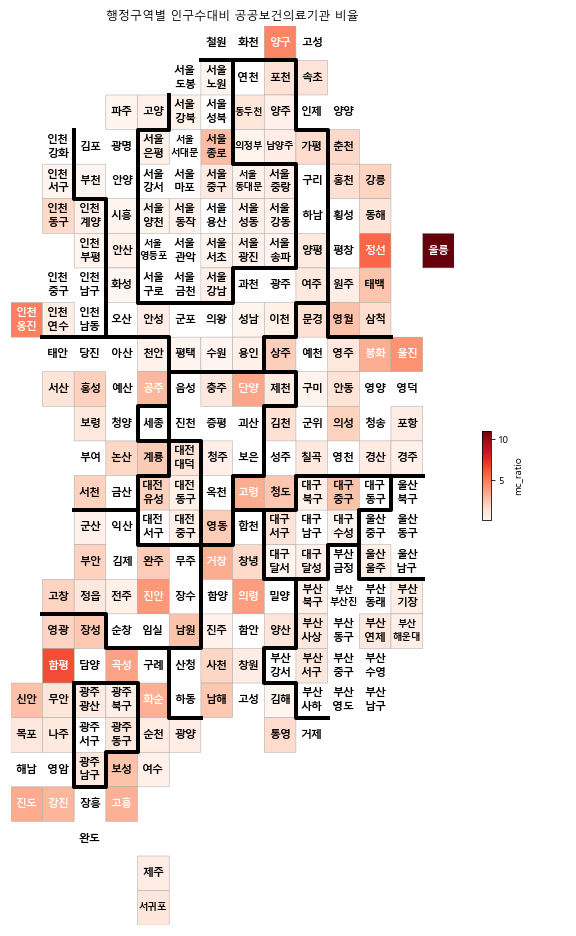 행정구역별 인구수대비 공공보건의료기관 비율
철원 화천 양구 고성
서울 도봉 서울 노원 연천 포천 속초
파주 고양 서울 강북 서울 성북 동두천 양주 인제 양양
인천 강화 김포 광명 서울 은평 서울 서대문 서울 종로 의정부 남양주 가평 춘천
인천 서구 부천 안양 서울 강서 서울 마포 서울 중구 서울 동대문 서울 중랑 구리 홍천 강릉
인천 동구 인천 계양 시흥 서울 양천 서울 동작 서울 용산 서울 성동 서울 강동 하남 횡성 동해
인천 부평 안산 서울 영등포 서울 관악 서울 서초 서울 광진 서울 송파 양평 평창 정선 울릉
인천 중구 인천 남구 화성 서울 구로 서울 금천 서울 강남 과천 광주 여주 원주 태백
인천 옹진 인천 연수 인천 남동 오산 안성 군포 의왕 성남 이천 문경 영월 삼척
태안 당진 아산 천안 평택 수원 용인 상주 예천 영주 봉화 울진
서산 홍성 예산 공주 음성 충주 단양 제천 구미 안동 영양 영덕
보령 청양 세종 진천 증평 괴산 김천 군위 의성 청송 포항
부여 논산 계룡 대전 대덕 청주 보은 성주 칠곡 영천 경산 경주
서천 금산 대전 유성 대전 동구 옥천 고령 청도 대구 북구 대구 중구 대구 동구 울산 북구
군산 익산 대전 서구 대전 중구 영동 합천 대구 서구 대구 남구 대구 수성 울산 중구 울산 동구
부안 김제 완주 무주 거창 창녕 대구 달서 대구 달성 부산 금정 울산 울주 울산 남구
고창 정읍 전주 진안 장수 함양 의령 밀양 부산 북구 부산 부산진 부산 동래 부산 기장
영광 장성 순창 임실 남원 진주 함안 양산 부산 사상 부산 동구 부산 연제 부산 해운대
함평 담양 곡성 구례 산청 사천 창원 부산 강서 부산 서구 부산 중구 부산 수영
신안 무안 광주 광산 광주 북구 화순 하동 남해 고성 김해 부산 사하 부산 영도 부산 남구
목포 나주 광주 서구 광주 동구 순천 광양 통영 거제
해남 영암 광주 남구 보성 여수
진도 강진 장흥 고흥
완도
제주
서귀포
10
5
mc_ratio